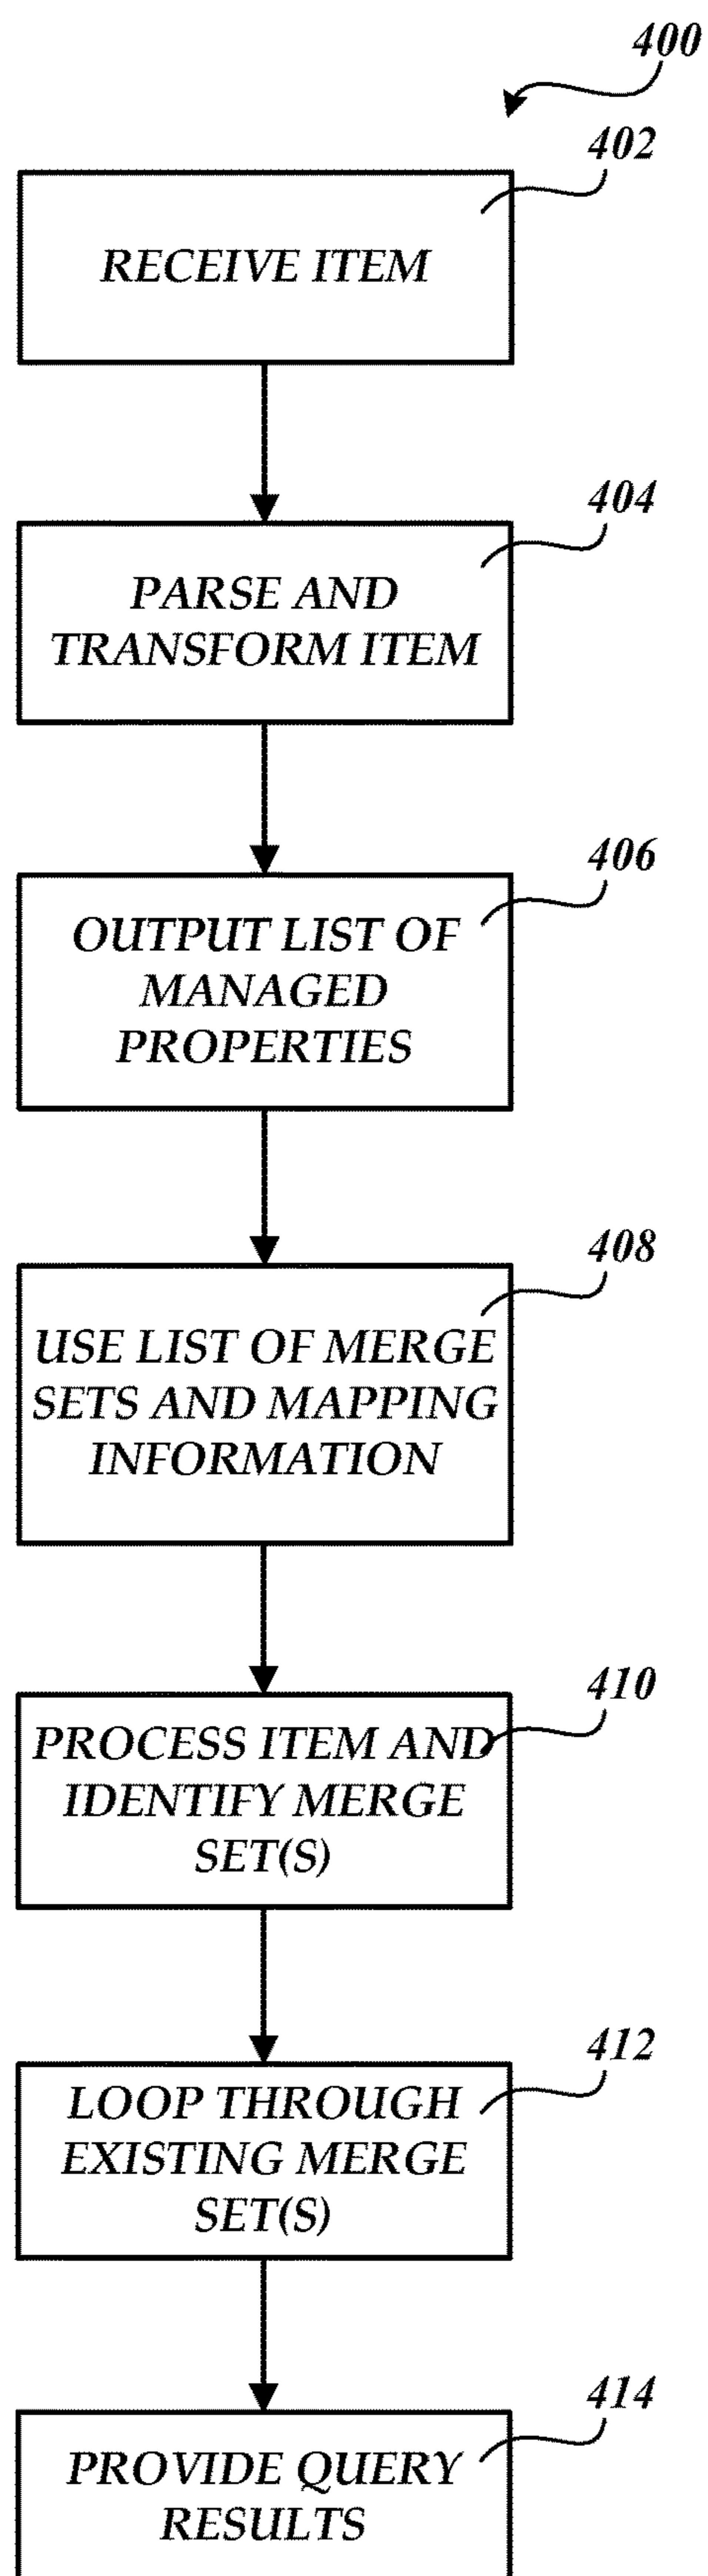 400
402
RECEIVE ITEM
404
PARSE AND
TRANSFORM ITEM
406
OUTPUT LIST OF
MANAGED
PROPERTIES
408
USE LIST OF MERGE
SETS AND MAPPING
INFORMATION
410
PROCESS ITEM AND
IDENTIFY MERGE
SET(S)
412
LOOP THROUGH
EXISTING MERGE
SET(S)
414
PROVIDE QUERY
RESULTS